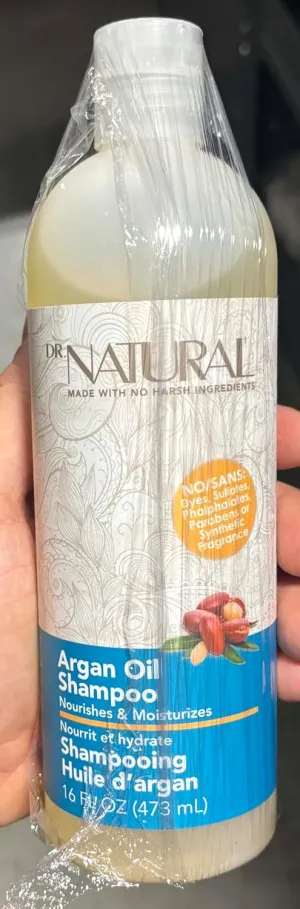 DR. NATURAL
MADE WITH NO HARSH INGREDIENTS
NO/SANS:
Dyes, Sulfates,
Phalphalates,
Parabens or
Synthetic
Fragrance
Argan Oil
Shampoo
Nourishes & Moisturizes
Nourrit et hydrate
Shampooing
Huile d'argan
16 FL OZ (473 mL)